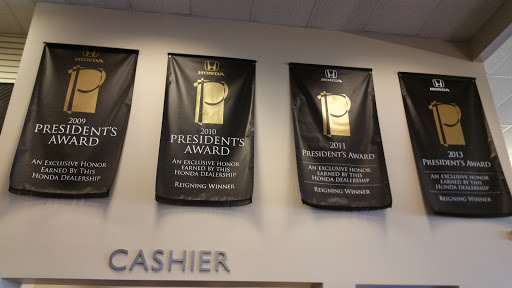 HONDA
P
2009
PRESIDENT'S
AWARD
AN EXCLUSIVE HONOR
EARNED BY THIS
HONDA DEALERSHIP
HONDA
P
2010
PRESIDENT'S
AWARD
AN EXCLUSIVE HONOR
EARNED BY THIS
HONDA DEALERSHIP
REIGNING WINNER
HONDA
P
2011
PRESIDENT'S AWARD
AN EXCLUSIVE HONOR
EARNED BY THIS
HONDA DEALERSHIP
REIGNING WINNER
HONDA
P
2013
PRESIDENT'S AWARD
AN EXCLUSIVE HONOR
EARNED BY THIS
HONDA DEALERSHIP
REIGNING WINNER
CASHIER